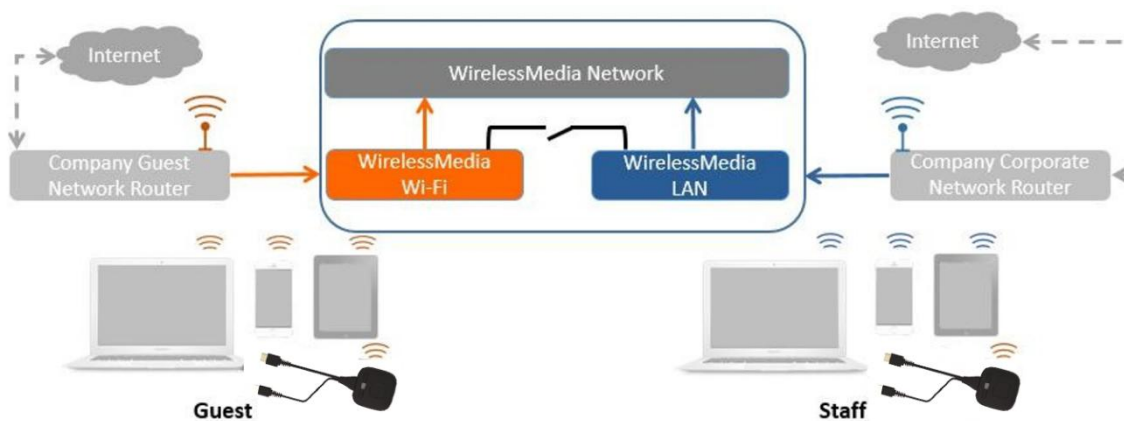 Internet
Internet
WirelessMedia Network
Company Guest
Network Router
WirelessMedia
Wi-Fi
WirelessMedia
LAN
Company Corporate
Network Router
Guest
Staff